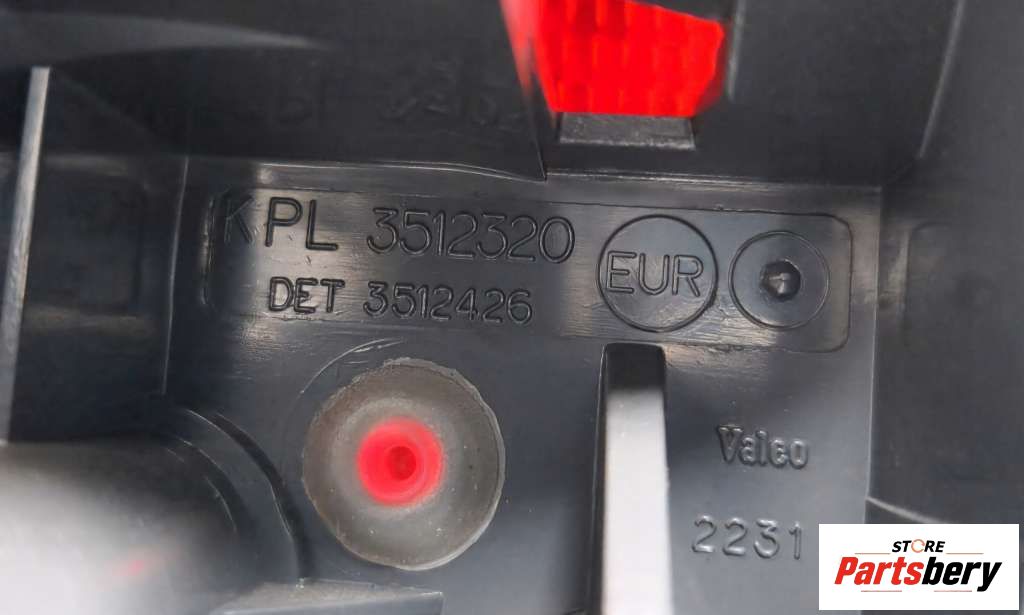 KPL 3512320 EUR
DET 3512426
Valeo
2231
STORE
Partsbery